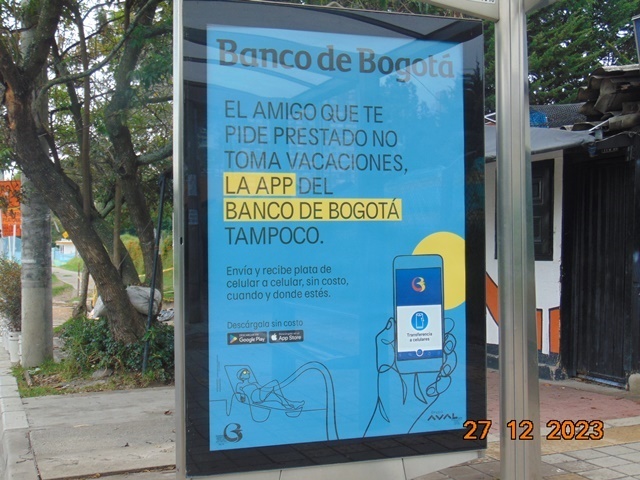 Banco de Bogotá
EL AMIGO QUE TE
PIDE PRESTADO NO
TOMA VACACIONES,
LA APP DEL
BANCO DE BOGOTÁ
TAMPOCO.
Envía y recibe plata de
celular a celular, sin costo,
cuando y donde estés.
Descárgala sin costo
Google Play
App Store
Transferencia
a celulares
AVAL
27 12 2023